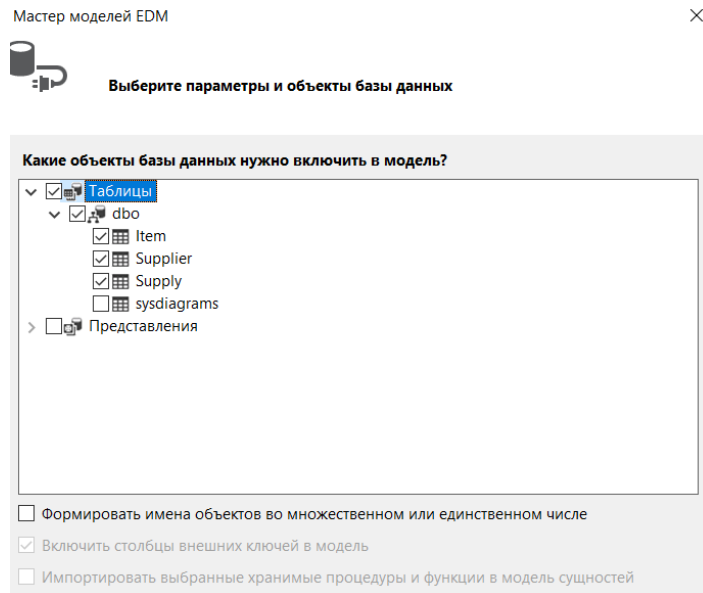 Мастер моделей EDM
Выберите параметры и объекты базы данных
Какие объекты базы данных нужно включить в модель?
Таблицы
dbo
Item
Supplier
Supply
sysdiagrams
Представления
Формировать имена объектов во множественном или единственном числе
Включить столбцы внешних ключей в модель
Импортировать выбранные хранимые процедуры и функции в модель сущностей